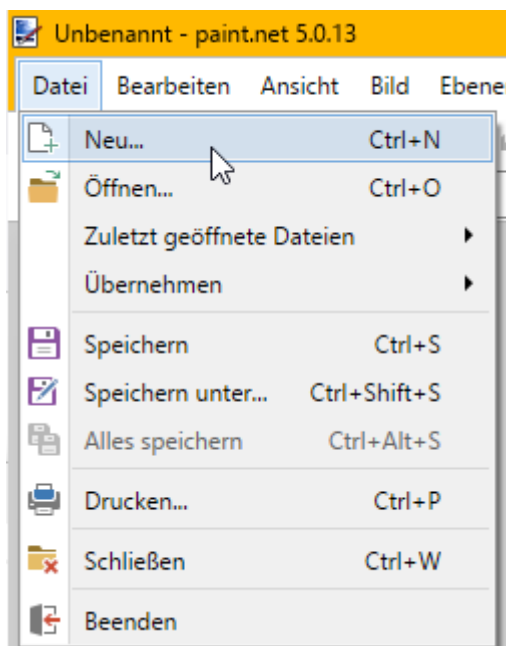 Unbenannt - paint.net 5.0.13
Datei Bearbeiten Ansicht Bild
Neu... Ctrl+N
Öffnen... Ctrl+O
Zuletzt geöffnete Dateien
Übernehmen
Speichern Ctrl+S
Speichern unter... Ctrl+Shift+S
Alles speichern Ctrl+Alt+S
Drucken... Ctrl+P
Schließen Ctrl+W
Beenden